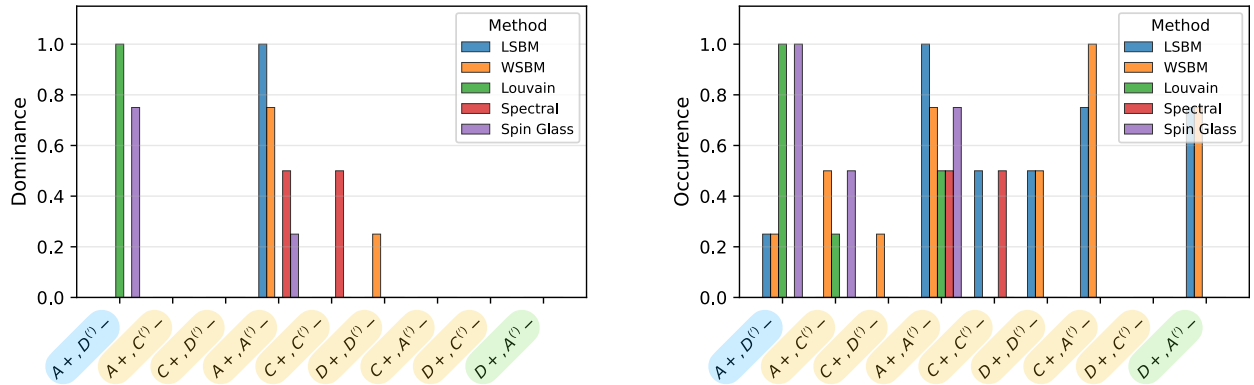 Method
LSBM
WSBM
Louvain
Spectral
Spin Glass
Dominance
1.0
0.8
0.6
0.4
0.2
0.0
A+, D⁽ᴵ⁾ −
A+, C⁽ᴵ⁾ −
C+, D⁽ᴵ⁾ −
A+, A⁽ᴵ⁾ −
C+, C⁽ᴵ⁾ −
D+, D⁽ᴵ⁾ −
C+, A⁽ᴵ⁾ −
D+, C⁽ᴵ⁾ −
D+, A⁽ᴵ⁾ −
Method
LSBM
WSBM
Louvain
Spectral
Spin Glass
Occurrence
1.0
0.8
0.6
0.4
0.2
0.0
A+, D⁽ᴵ⁾ −
A+, C⁽ᴵ⁾ −
C+, D⁽ᴵ⁾ −
A+, A⁽ᴵ⁾ −
C+, C⁽ᴵ⁾ −
D+, D⁽ᴵ⁾ −
C+, A⁽ᴵ⁾ −
D+, C⁽ᴵ⁾ −
D+, A⁽ᴵ⁾ −